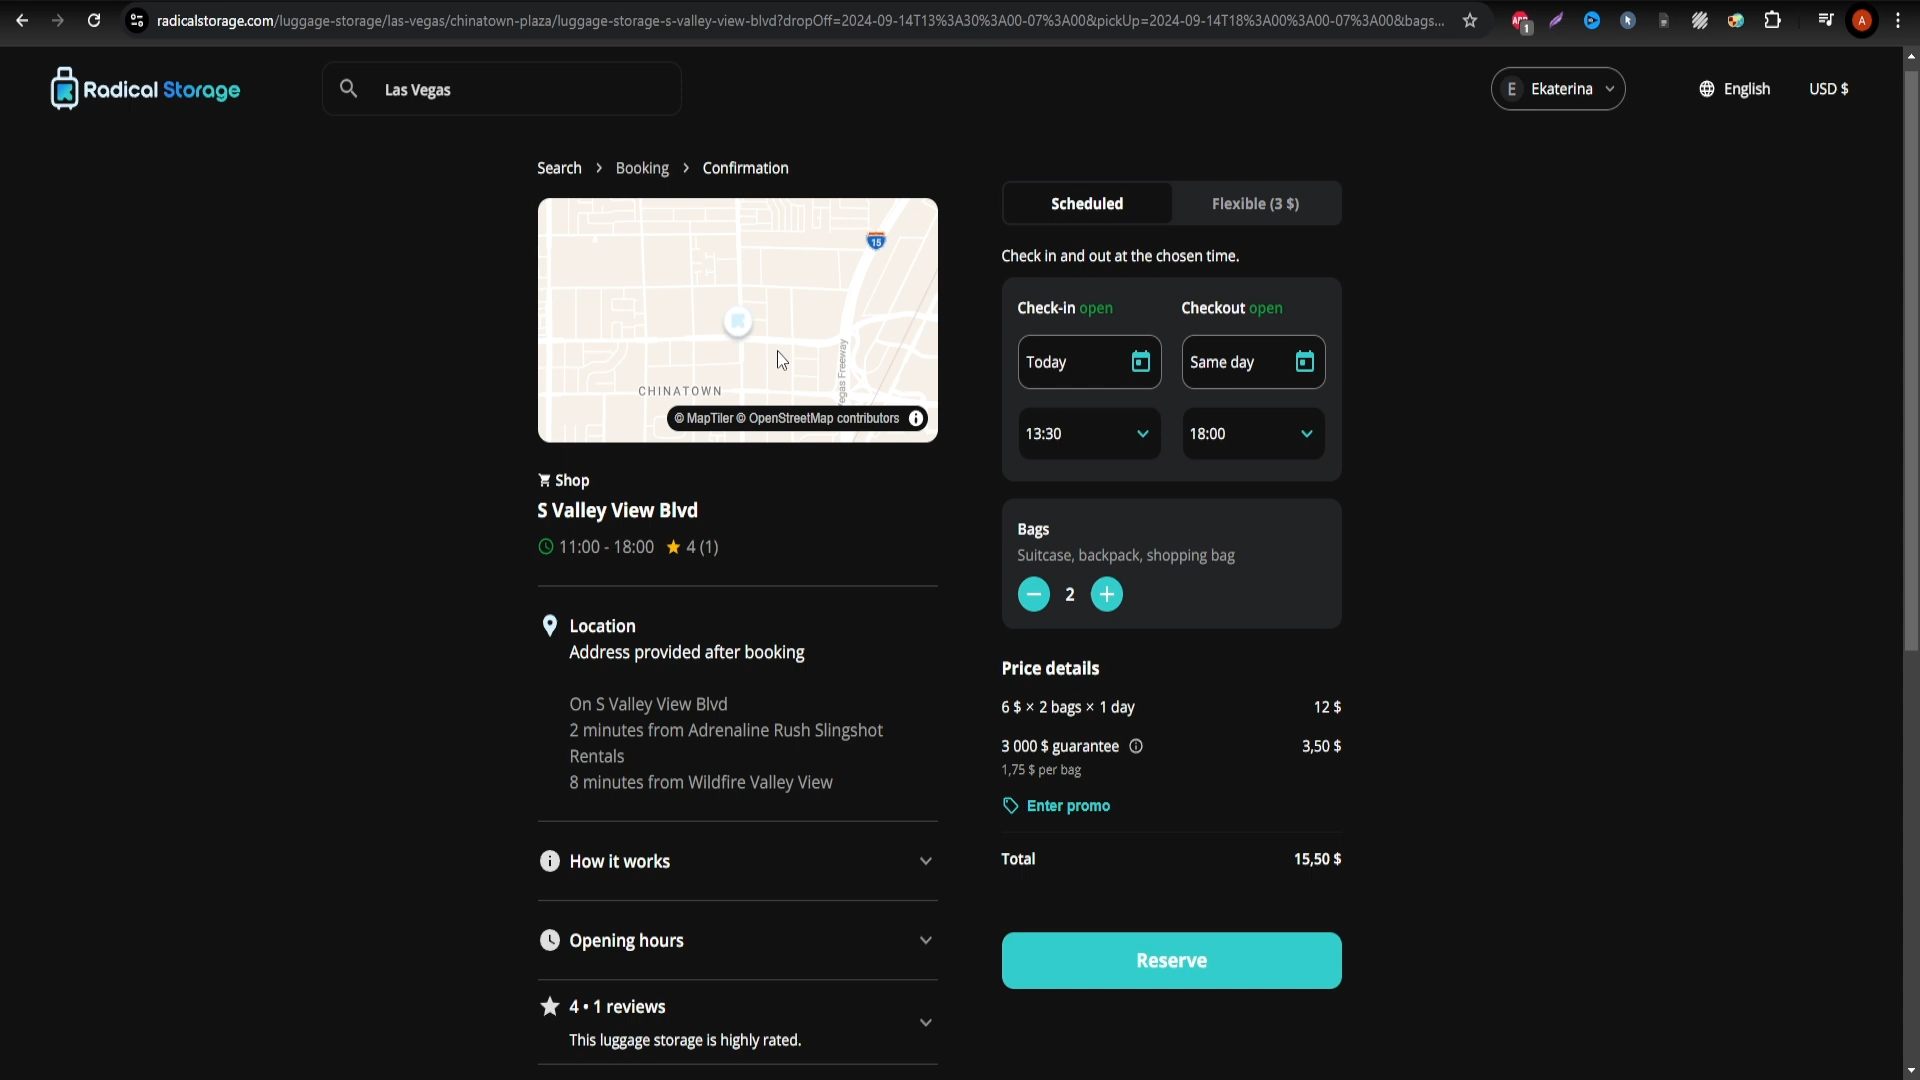 radicalstorage.com/luggage-storage/las-vegas/chinatown-plaza/luggage-storage-s-valley-view-blvd?dropOff=2024-09-14T13%3A30%3A00-07%3A00&pickUp=2024-09-14T18%3A00%3A00-07%3A00&bags...
1
A
Radical Storage
Las Vegas
E Ekaterina
English
USD $
Search > Booking > Confirmation
Scheduled
Flexible (3 $)
15
CHINATOWN
egas Freeway
© MapTiler © OpenStreetMap contributors
Check in and out at the chosen time.
Check-in open
Checkout open
Today
Same day
13:30
18:00
Shop
S Valley View Blvd
11:00 - 18:00 4 (1)
Bags
Suitcase, backpack, shopping bag
2
Location
Address provided after booking
On S Valley View Blvd
2 minutes from Adrenaline Rush Slingshot
Rentals
8 minutes from Wildfire Valley View
Price details
6 $ × 2 bags × 1 day 12 $
3 000 $ guarantee 3,50 $
1,75 $ per bag
Enter promo
Total 15,50 $
How it works
Opening hours
Reserve
4 • 1 reviews
This luggage storage is highly rated.